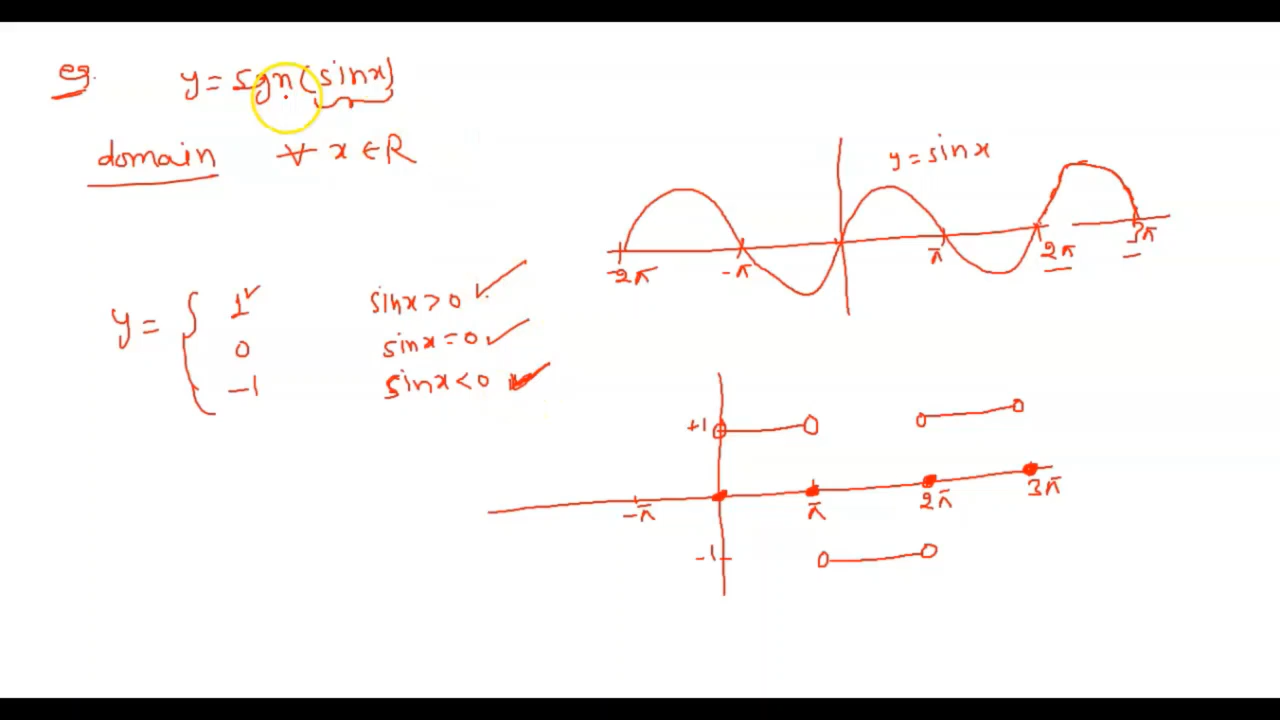 eg. y = sgn(sinx)
domain ∀ x ∈ R
y = sinx
-2π -π π 2π 3π
y = { 1 sinx > 0
0 sinx = 0
-1 sinx < 0
+1
-π π 2π 3π
-1